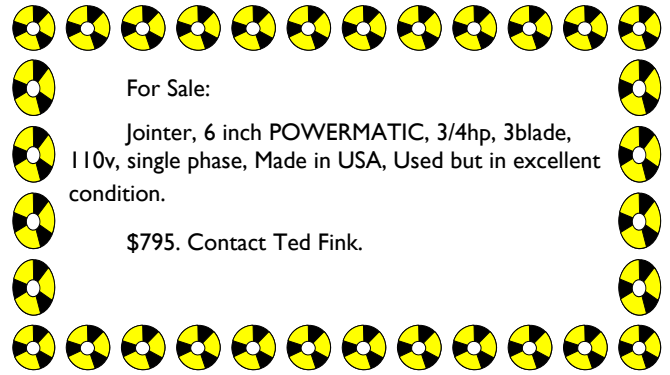 For Sale:
Jointer, 6 inch POWERMATIC, 3/4hp, 3blade,
110v, single phase, Made in USA, Used but in excellent
condition.
$795. Contact Ted Fink.